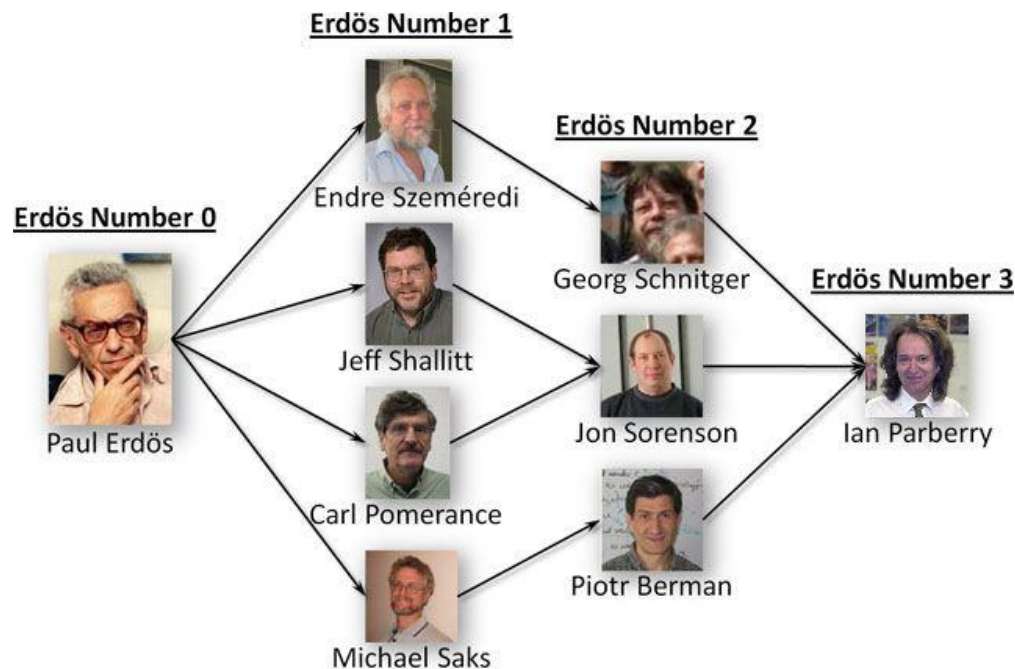 Erdös Number 1
Erdös Number 2
Endre Szeméredi
Erdös Number 0
Georg Schnitger
Erdös Number 3
Jeff Shallitt
Jon Sorenson
Ian Parberry
Paul Erdös
Carl Pomerance
Piotr Berman
Michael Saks